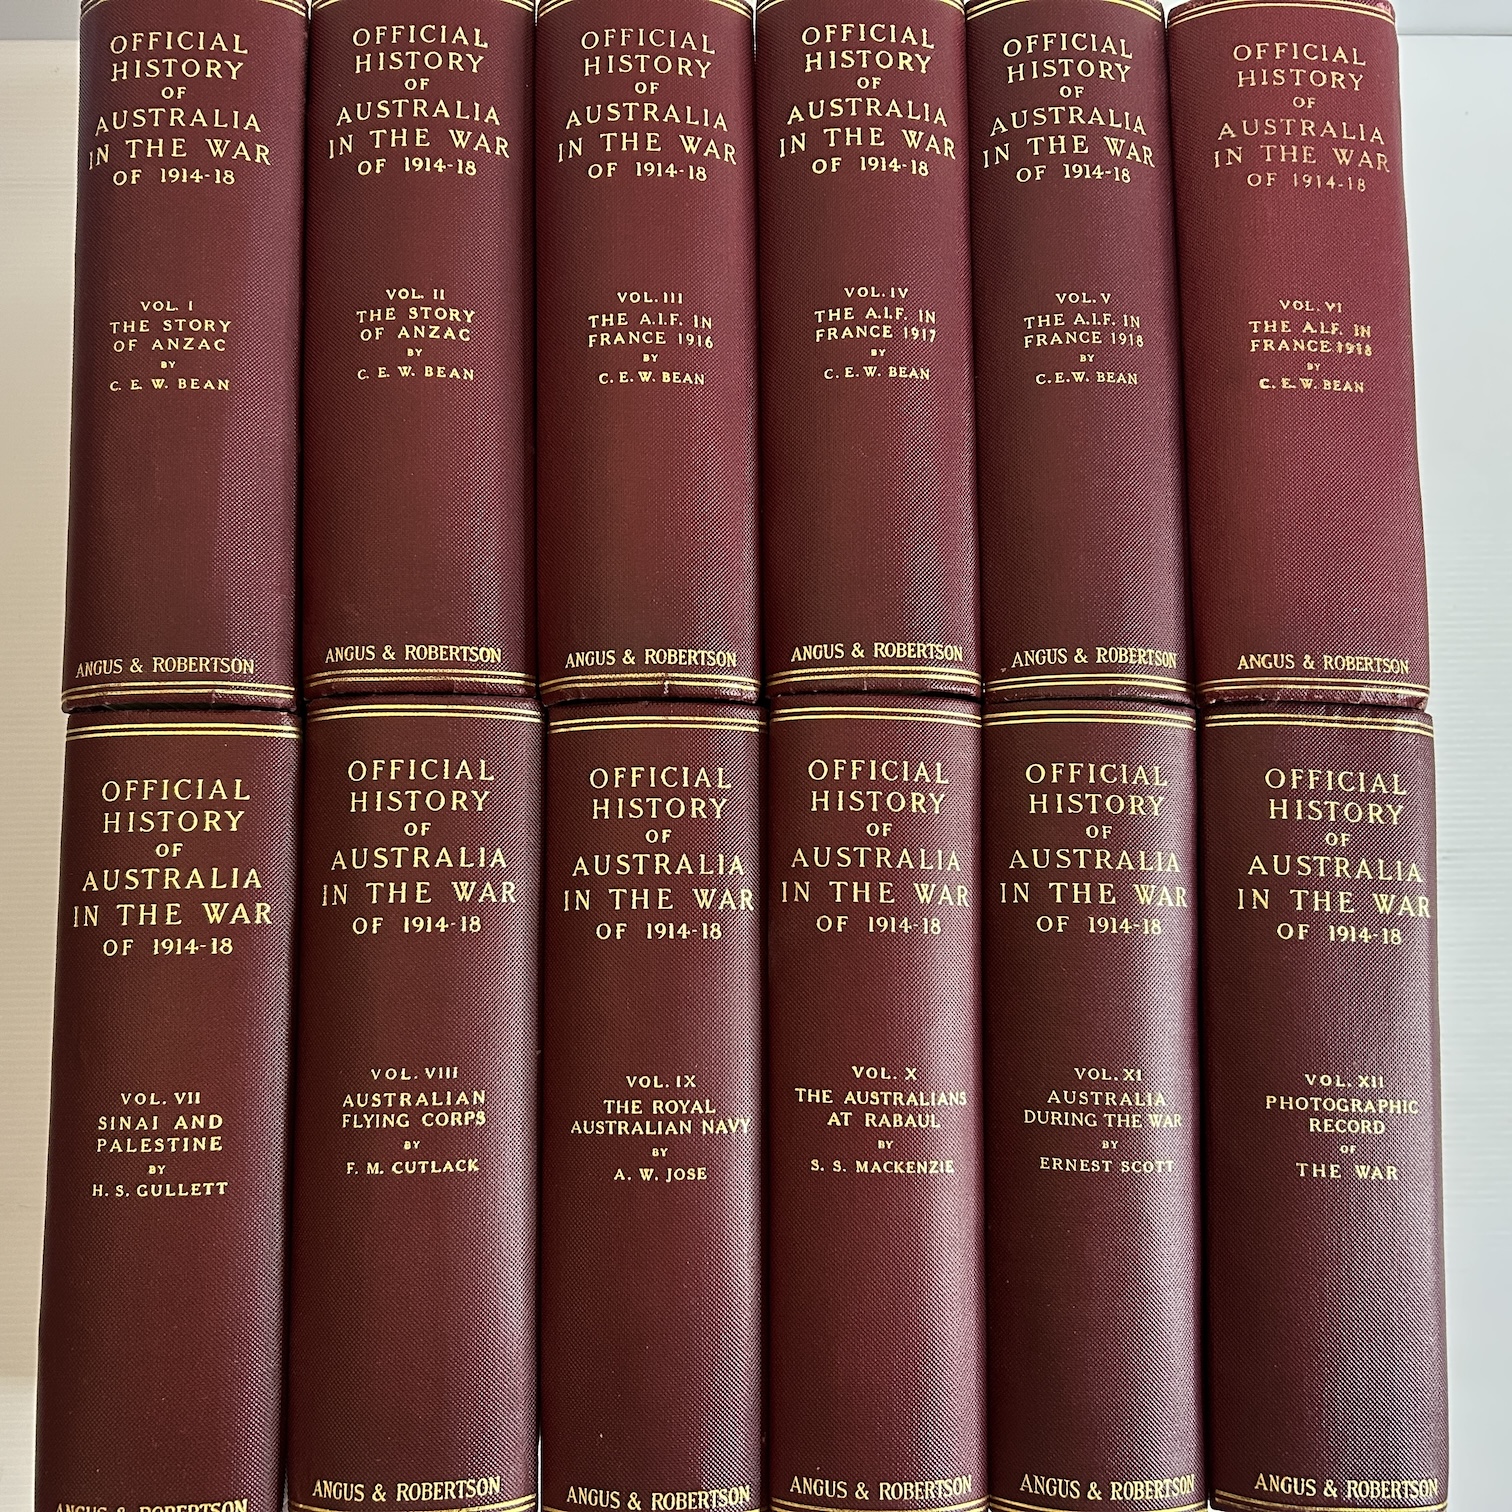 OFFICIAL
HISTORY
OF
AUSTRALIA
IN THE WAR
OF 1914-18
VOL. I
THE STORY
OF ANZAC
BY
C. E. W. BEAN
ANGUS & ROBERTSON
OFFICIAL
HISTORY
OF
AUSTRALIA
IN THE WAR
OF 1914-18
VOL. II
THE STORY
OF ANZAC
BY
C. E. W. BEAN
ANGUS & ROBERTSON
OFFICIAL
HISTORY
OF
AUSTRALIA
IN THE WAR
OF 1914-18
VOL. III
THE A.I.F. IN
FRANCE 1916
BY
C. E. W. BEAN
ANGUS & ROBERTSON
OFFICIAL
HISTORY
OF
AUSTRALIA
IN THE WAR
OF 1914-18
VOL. IV
THE A.I.F. IN
FRANCE 1917
BY
C. E. W. BEAN
ANGUS & ROBERTSON
OFFICIAL
HISTORY
OF
AUSTRALIA
IN THE WAR
OF 1914-18
VOL. V
THE A.I.F. IN
FRANCE 1918
BY
C. E. W. BEAN
ANGUS & ROBERTSON
OFFICIAL
HISTORY
OF
AUSTRALIA
IN THE WAR
OF 1914-18
VOL. VI
THE A.I.F. IN
FRANCE 1918
BY
C. E. W. BEAN
ANGUS & ROBERTSON
OFFICIAL
HISTORY
OF
AUSTRALIA
IN THE WAR
OF 1914-18
VOL. VII
SINAI AND
PALESTINE
BY
H. S. GULLETT
ANGUS & ROBERTSON
OFFICIAL
HISTORY
OF
AUSTRALIA
IN THE WAR
OF 1914-18
VOL. VIII
AUSTRALIAN
FLYING CORPS
BY
F. M. CUTLACK
ANGUS & ROBERTSON
OFFICIAL
HISTORY
OF
AUSTRALIA
IN THE WAR
OF 1914-18
VOL. IX
THE ROYAL
AUSTRALIAN NAVY
BY
A. W. JOSE
ANGUS & ROBERTSON
OFFICIAL
HISTORY
OF
AUSTRALIA
IN THE WAR
OF 1914-18
VOL. X
THE AUSTRALIANS
AT RABAUL
BY
S. S. MACKENZIE
ANGUS & ROBERTSON
OFFICIAL
HISTORY
OF
AUSTRALIA
IN THE WAR
OF 1914-18
VOL. XI
AUSTRALIA
DURING THE WAR
BY
ERNEST SCOTT
ANGUS & ROBERTSON
OFFICIAL
HISTORY
OF
AUSTRALIA
IN THE WAR
OF 1914-18
VOL. XII
PHOTOGRAPHIC
RECORD
OF
THE WAR
ANGUS & ROBERTSON